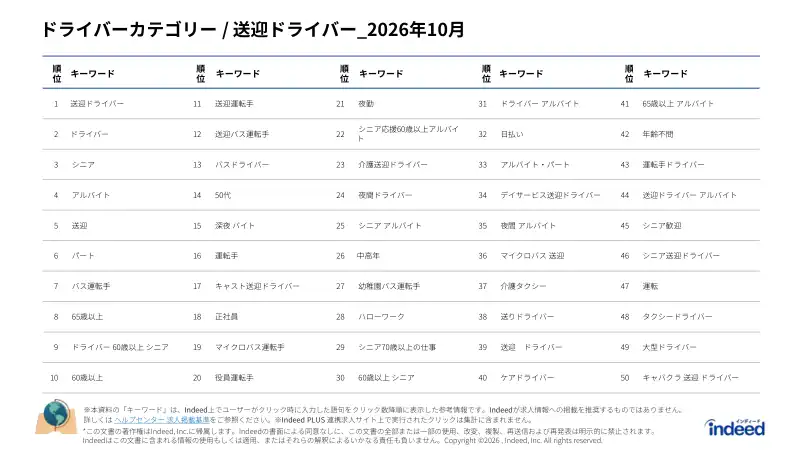 ドライバーカテゴリー / 送迎ドライバー_2026年10月
順位 キーワード 順位 キーワード 順位 キーワード 順位 キーワード 順位 キーワード
1 送迎ドライバー 11 送迎運転手 21 夜勤 31 ドライバー アルバイト 41 65歳以上 アルバイト
2 ドライバー 12 送迎バス運転手 22 シニア応援60歳以上アルバイト 32 日払い 42 年齢不問
3 シニア 13 バスドライバー 23 介護送迎ドライバー 33 アルバイト・パート 43 運転手ドライバー
4 アルバイト 14 50代 24 夜間ドライバー 34 デイサービス送迎ドライバー 44 送迎ドライバー アルバイト
5 送迎 15 深夜 バイト 25 シニア アルバイト 35 夜間 アルバイト 45 シニア歓迎
6 パート 16 運転手 26 中高年 36 マイクロバス 送迎 46 シニア送迎ドライバー
7 バス運転手 17 キャスト送迎ドライバー 27 幼稚園バス運転手 37 介護タクシー 47 運転
8 65歳以上 18 正社員 28 ハローワーク 38 送りドライバー 48 タクシードライバー
9 ドライバー 60歳以上 シニア 19 マイクロバス運転手 29 シニア70歳以上の仕事 39 送迎　ドライバー 49 大型ドライバー
10 60歳以上 20 役員運転手 30 60歳以上 シニア 40 ケアドライバー 50 キャバクラ 送迎 ドライバー
※本資料の「キーワード」は、Indeed上でユーザーがクリック時に入力した語句をクリック数降順に表示した参考情報です。Indeedが求人情報への掲載を推奨するものではありません。
詳しくは ヘルプセンター 求人掲載基準をご参照ください。※Indeed PLUS 連携求人サイト上で実行されたクリックは集計に含まれません。
*この文書の著作権はIndeed, Inc.に帰属します。Indeedの書面による同意なしに、この文書の全部または一部の使用、改変、複製、再送信および再発表は明示的に禁止されます。
Indeedはこの文書に含まれる情報の使用もしくは適用、またはそれらの解釈によるいかなる責任も負いません。Copyright ©2026 , Indeed, Inc. All rights reserved.
インディード
indeed